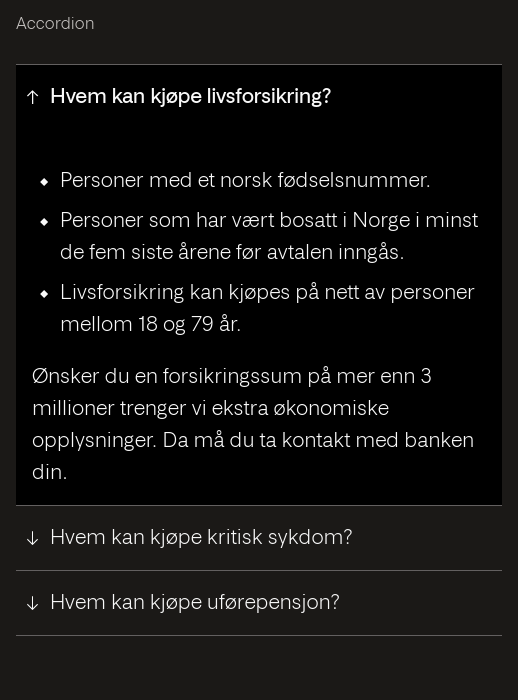 Accordion
Hvem kan kjøpe livsforsikring?
Personer med et norsk fødselsnummer.
Personer som har vært bosatt i Norge i minst
de fem siste årene før avtalen inngås.
Livsforsikring kan kjøpes på nett av personer
mellom 18 og 79 år.
Ønsker du en forsikringssum på mer enn 3
millioner trenger vi ekstra økonomiske
opplysninger. Da må du ta kontakt med banken
din.
Hvem kan kjøpe kritisk sykdom?
Hvem kan kjøpe uførepensjon?